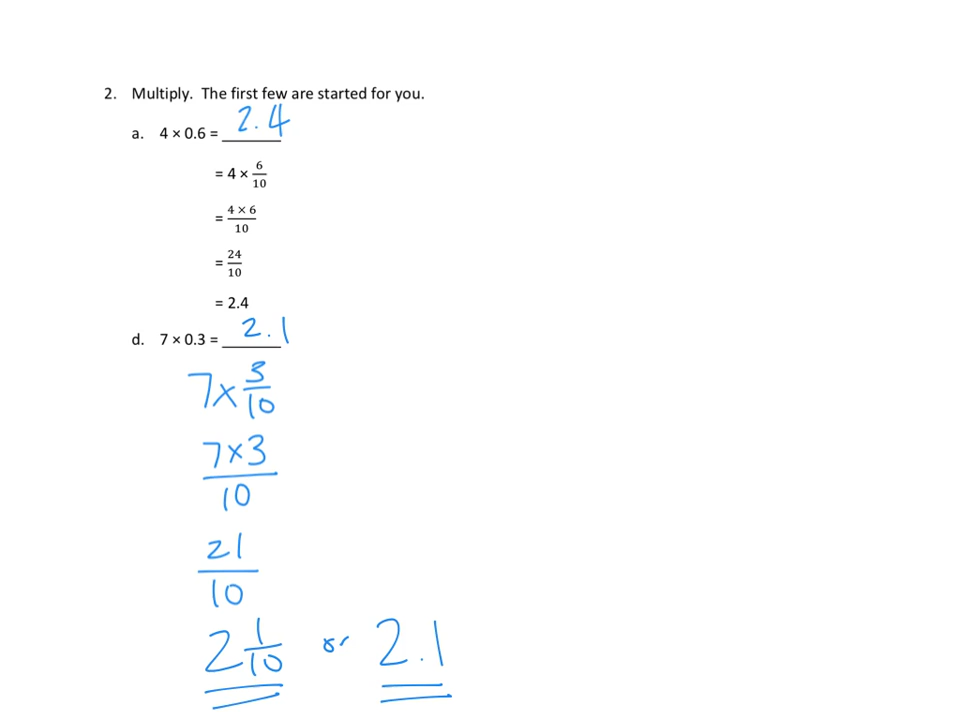 2. Multiply. The first few are started for you.
a. 4 × 0.6 = 2.4
= 4 × 6/10
= 4 × 6/10
= 24/10
= 2.4
d. 7 × 0.3 = 2.1
7 × 3/10
7 × 3/10
21/10
2 1/10 or 2.1